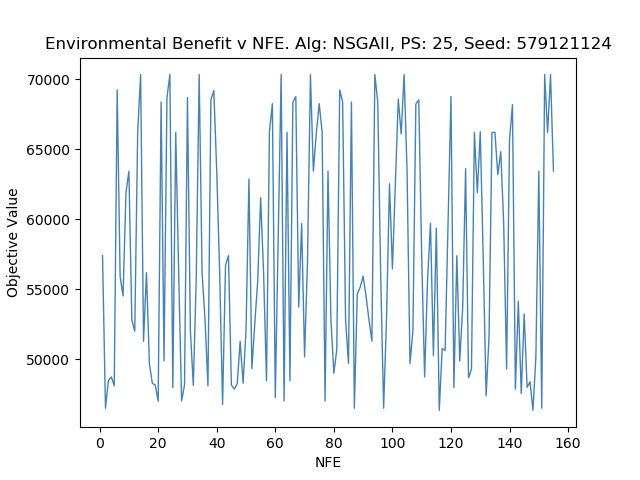 Environmental Benefit v NFE. Alg: NSGAII, PS: 25, Seed: 579121124
Objective Value
70000
65000
60000
55000
50000
0 20 40 60 80 100 120 140 160
NFE